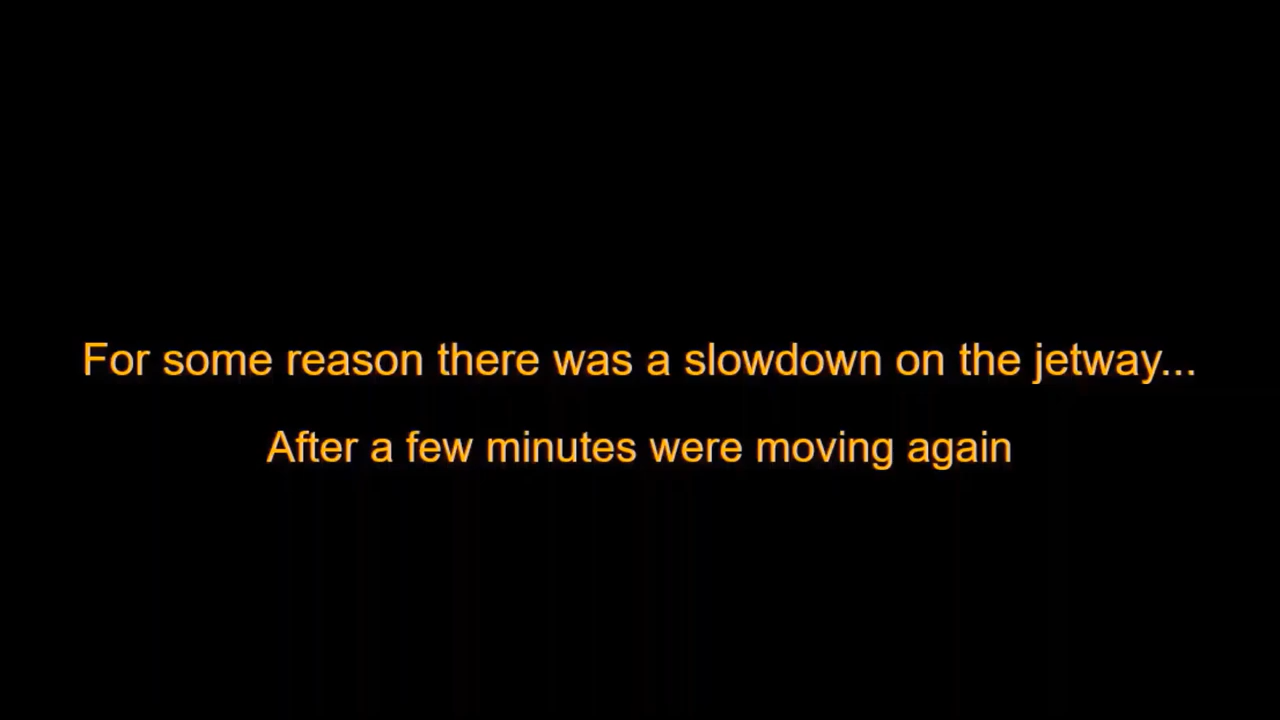 For some reason there was a slowdown on the jetway...
After a few minutes were moving again